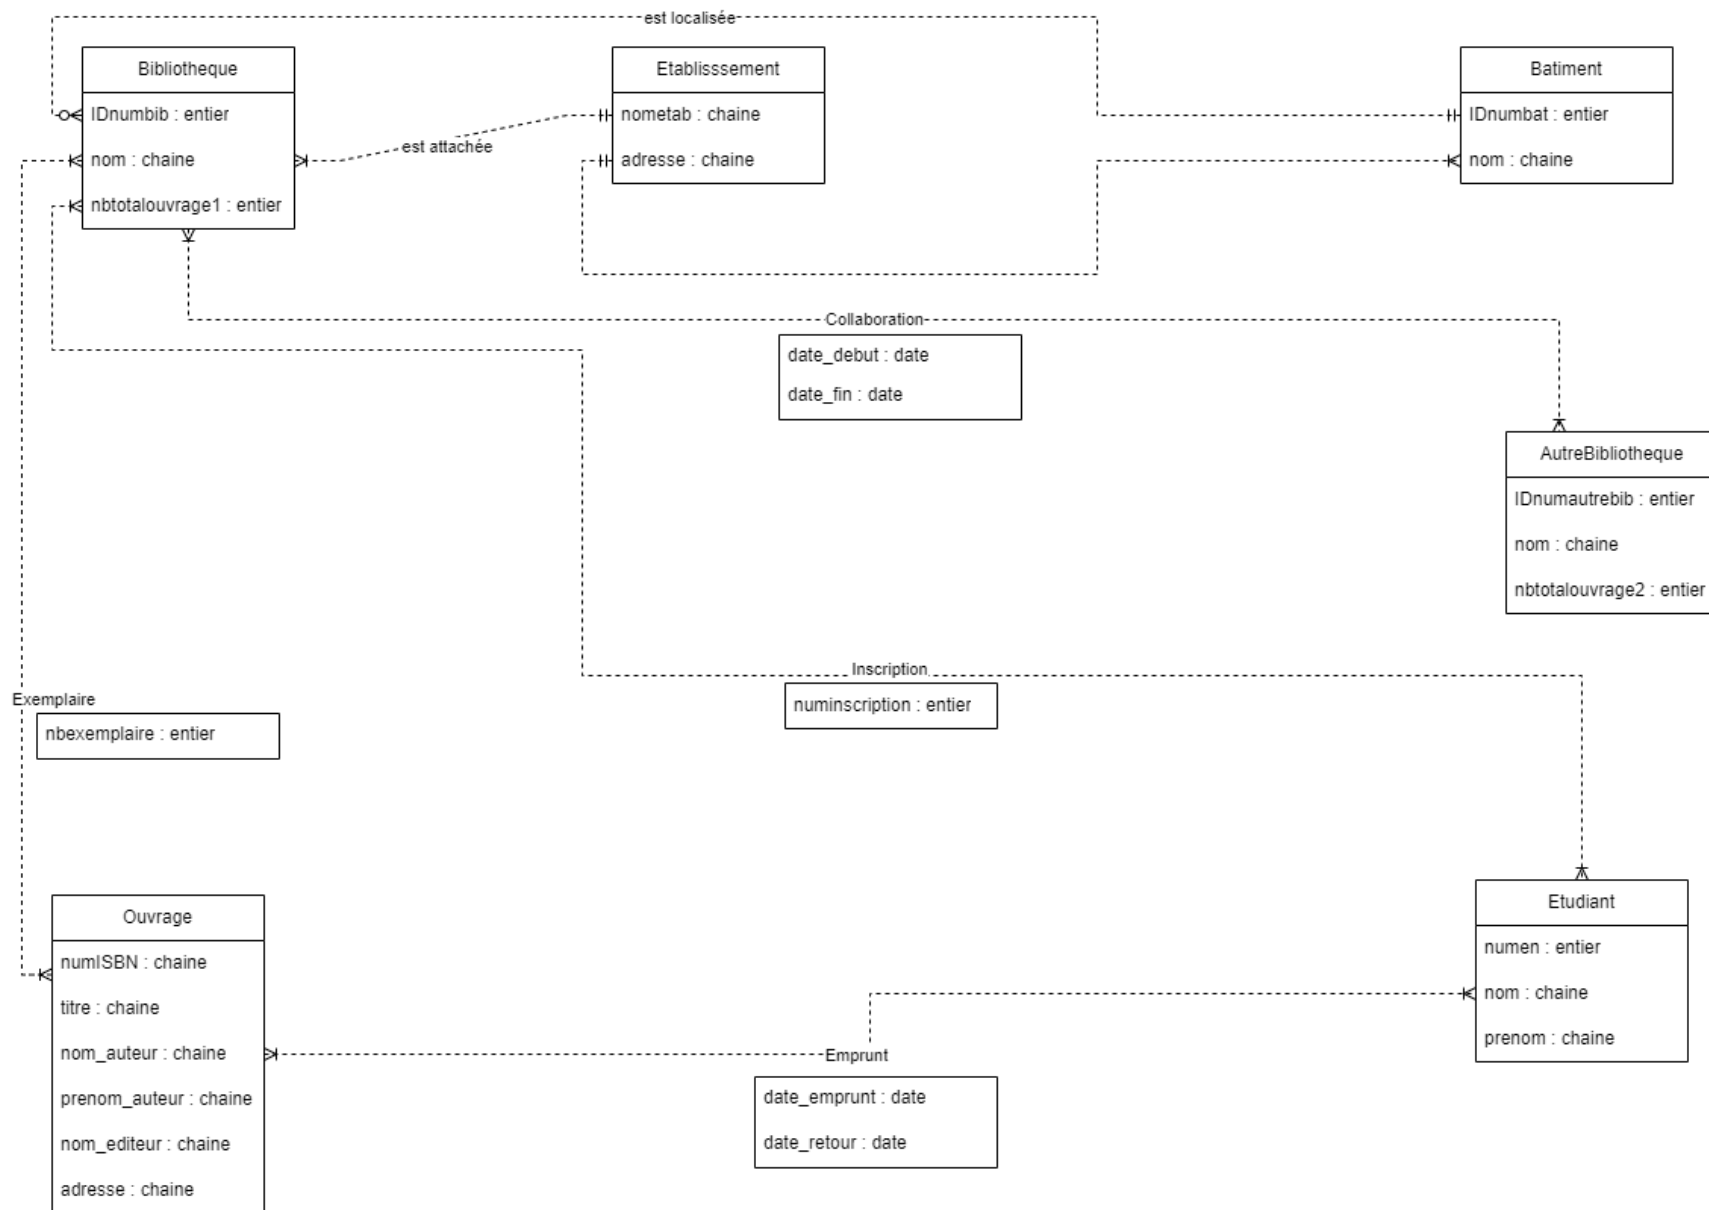 est localisée
Bibliotheque
IDnumbib : entier
nom : chaine
nbtotalouvrage1 : entier
est attachée
Etablisssement
nometab : chaine
adresse : chaine
Batiment
IDnumbat : entier
nom : chaine
Collaboration
date_debut : date
date_fin : date
AutreBibliotheque
IDnumautrebib : entier
nom : chaine
nbtotalouvrage2 : entier
Inscription
numinscription : entier
Exemplaire
nbexemplaire : entier
Ouvrage
numISBN : chaine
titre : chaine
nom_auteur : chaine
prenom_auteur : chaine
nom_editeur : chaine
adresse : chaine
Etudiant
numen : entier
nom : chaine
prenom : chaine
Emprunt
date_emprunt : date
date_retour : date